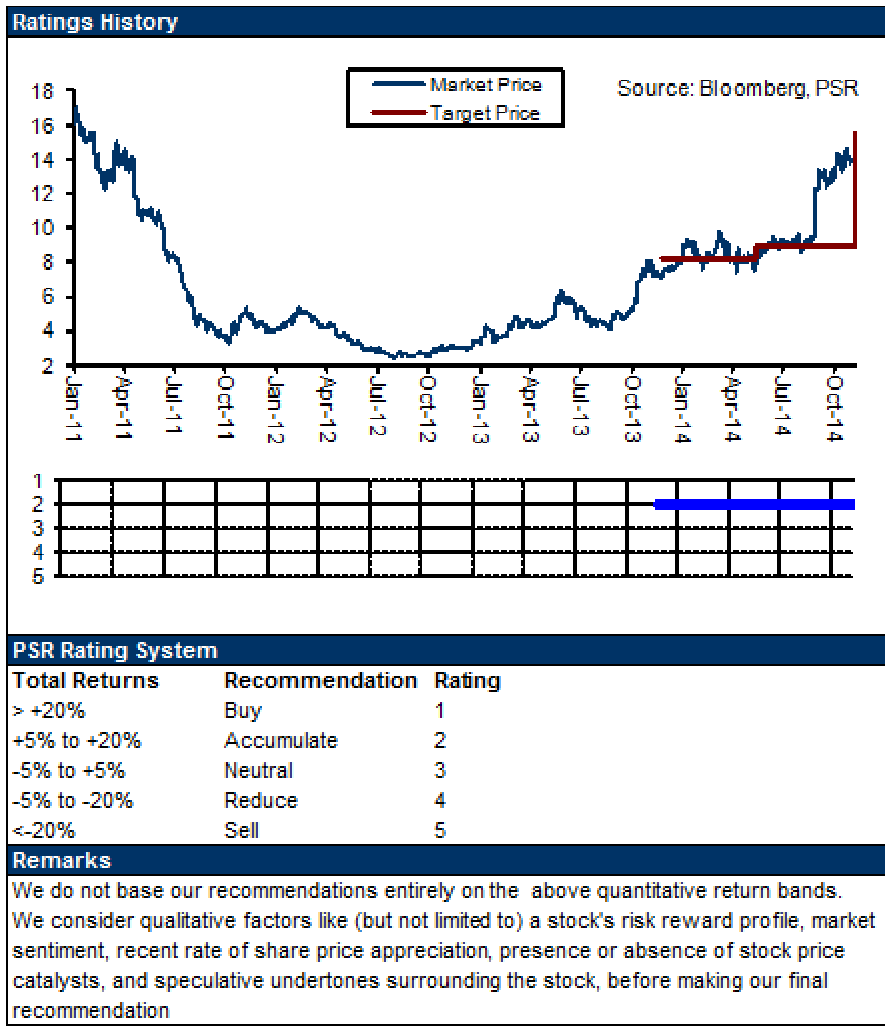 Ratings History
Market Price
Target Price
Source: Bloomberg, PSR
18
16
14
12
10
8
6
4
2
Jan-11
Apr-11
Jul-11
Oct-11
Jan-12
Apr-12
Jul-12
Oct-12
Jan-13
Apr-13
Jul-13
Oct-13
Jan-14
Apr-14
Jul-14
Oct-14
1
2
3
4
5
PSR Rating System
Total Returns Recommendation Rating
> +20% Buy 1
+5% to +20% Accumulate 2
-5% to +5% Neutral 3
-5% to -20% Reduce 4
<-20% Sell 5
Remarks
We do not base our recommendations entirely on the above quantitative return bands.
We consider qualitative factors like (but not limited to) a stock's risk reward profile, market
sentiment, recent rate of share price appreciation, presence or absence of stock price
catalysts, and speculative undertones surrounding the stock, before making our final
recommendation